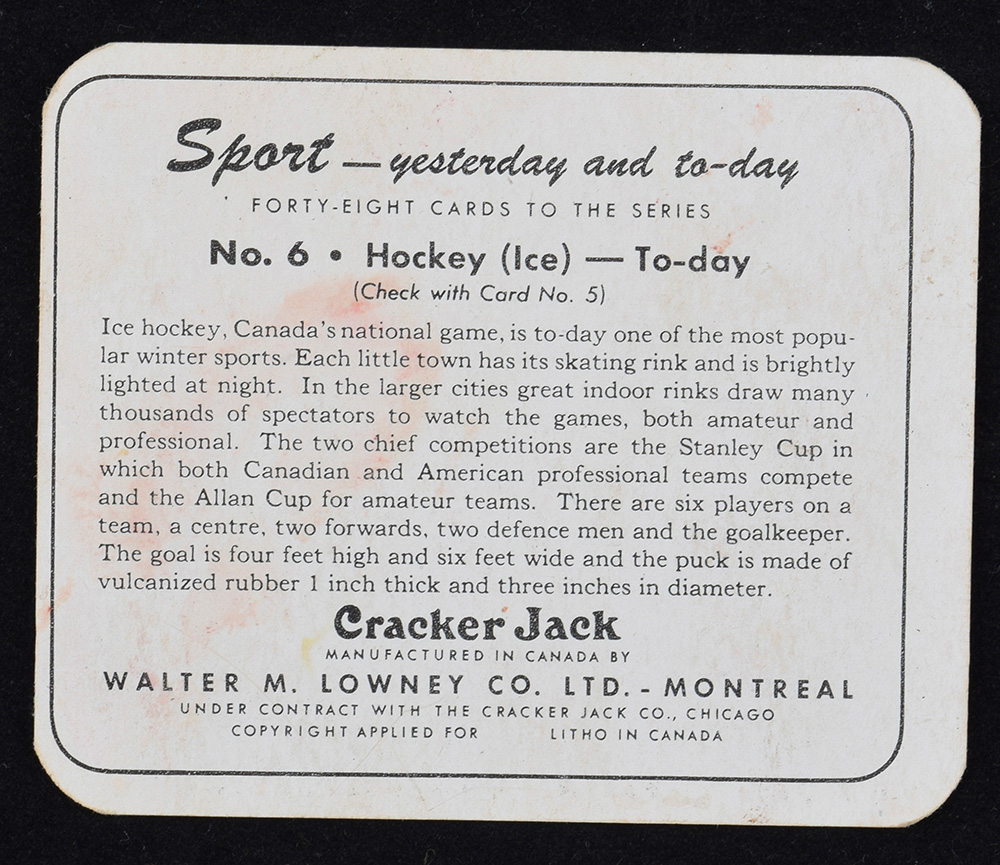 Sport — yesterday and to-day
FORTY-EIGHT CARDS TO THE SERIES
No. 6 • Hockey (Ice) — To-day
(Check with Card No. 5)
Ice hockey, Canada's national game, is to-day one of the most popu-
lar winter sports. Each little town has its skating rink and is brightly
lighted at night. In the larger cities great indoor rinks draw many
thousands of spectators to watch the games, both amateur and
professional. The two chief competitions are the Stanley Cup in
which both Canadian and American professional teams compete
and the Allan Cup for amateur teams. There are six players on a
team, a centre, two forwards, two defence men and the goalkeeper.
The goal is four feet high and six feet wide and the puck is made of
vulcanized rubber 1 inch thick and three inches in diameter.
Cracker Jack
MANUFACTURED IN CANADA BY
WALTER M. LOWNEY CO. LTD. - MONTREAL
UNDER CONTRACT WITH THE CRACKER JACK CO., CHICAGO
COPYRIGHT APPLIED FOR LITHO IN CANADA